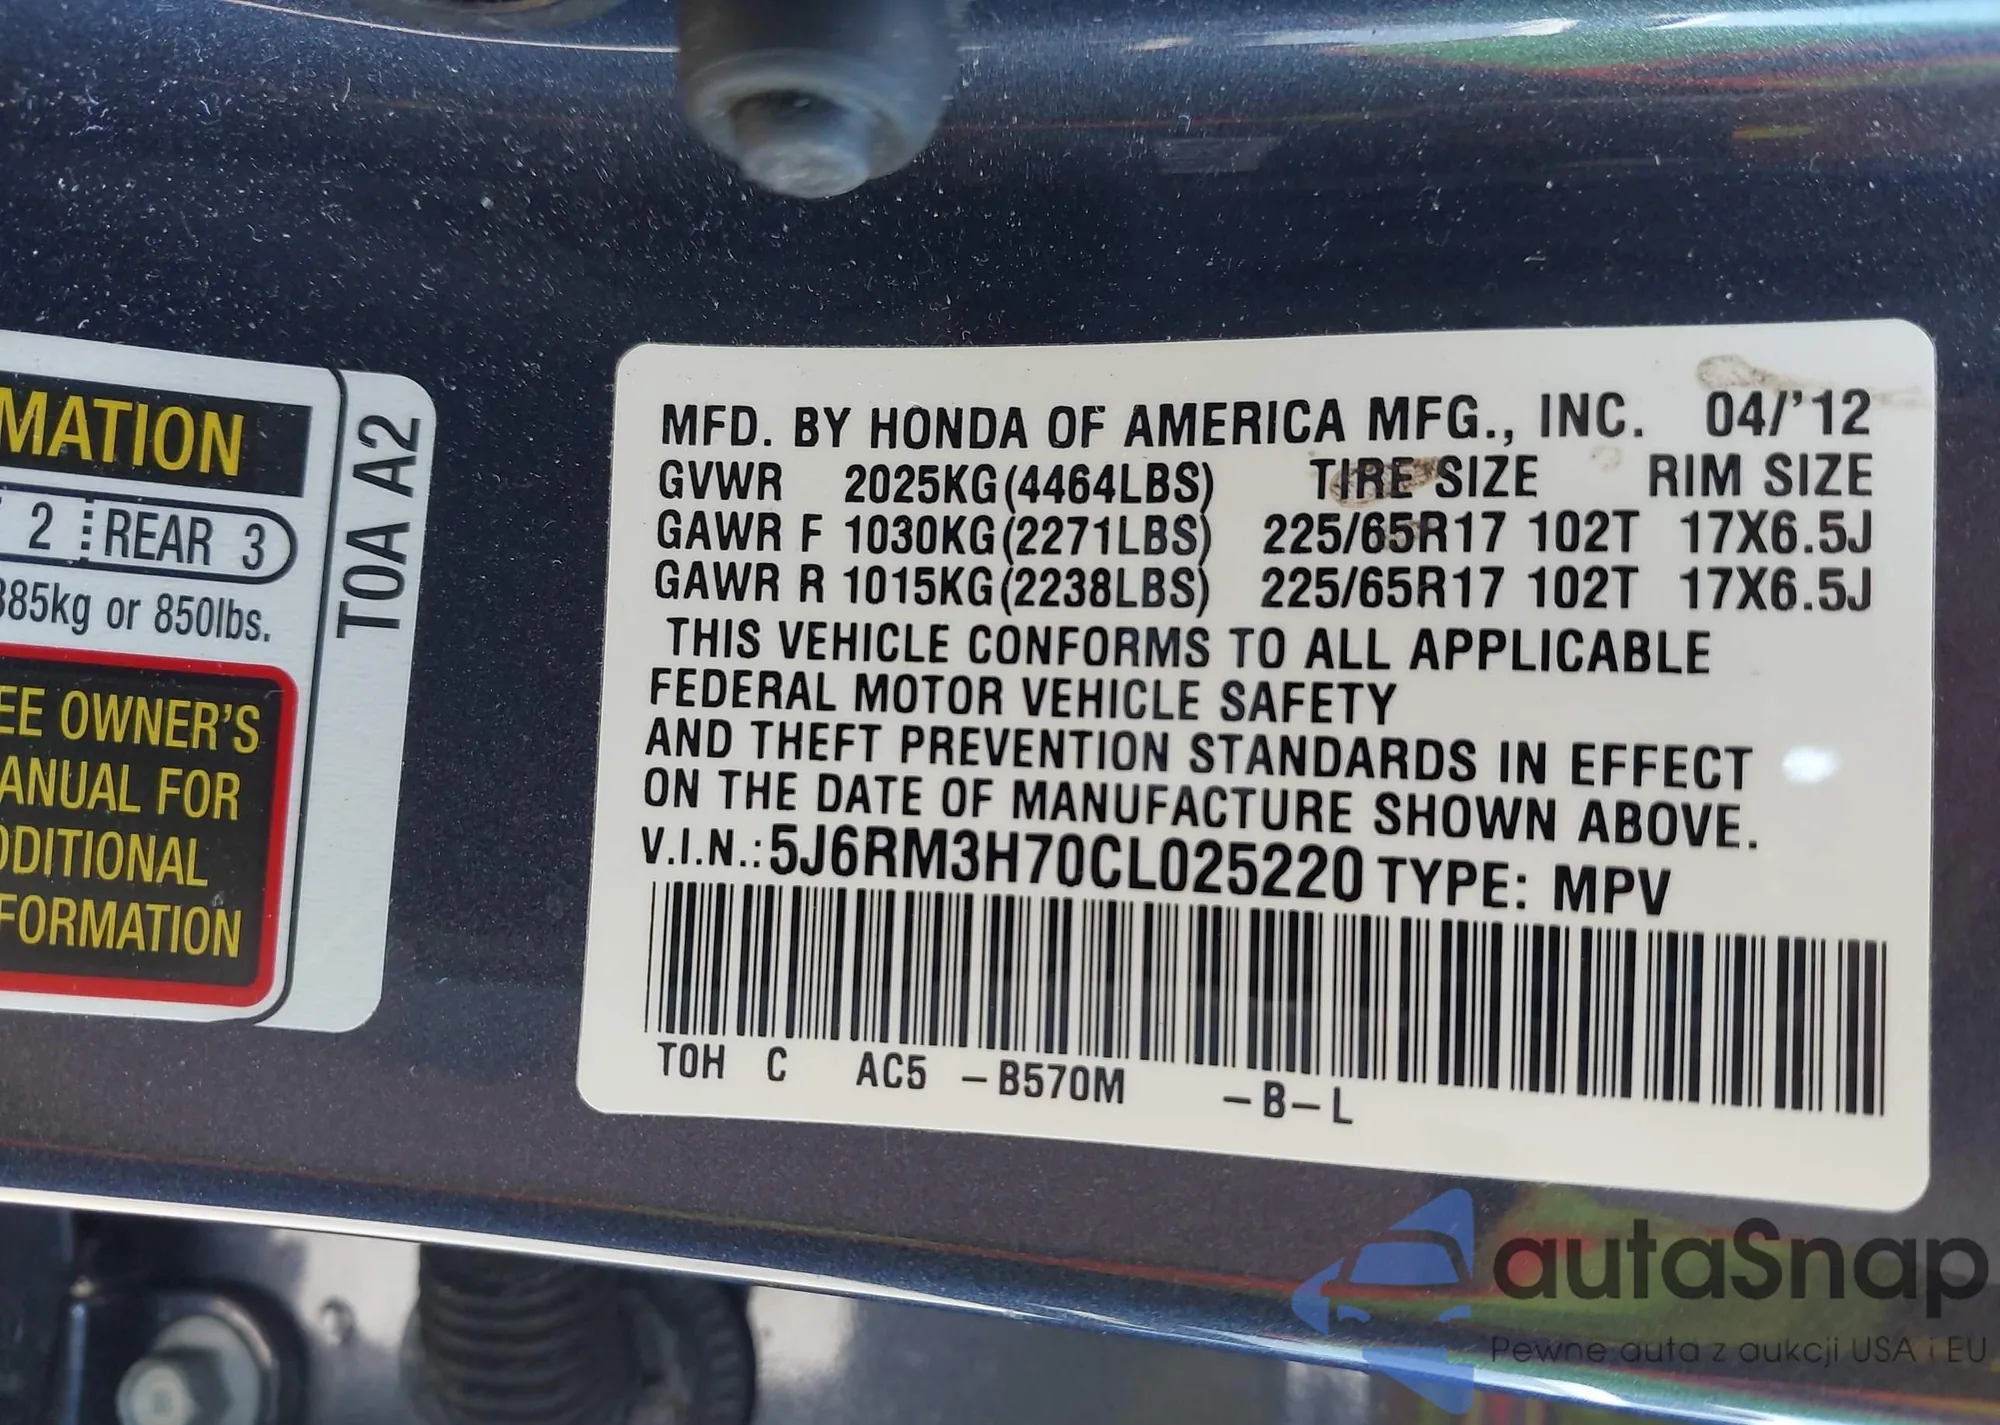 MATION
2 REAR 3
385kg or 850lbs.
EE OWNER'S
ANUAL FOR
DDITIONAL
FORMATION
T0A A2
MFD. BY HONDA OF AMERICA MFG., INC. 04/'12
GVWR 2025KG(4464LBS) TIRE SIZE RIM SIZE
GAWR F 1030KG(2271LBS) 225/65R17 102T 17X6.5J
GAWR R 1015KG(2238LBS) 225/65R17 102T 17X6.5J
THIS VEHICLE CONFORMS TO ALL APPLICABLE
FEDERAL MOTOR VEHICLE SAFETY
AND THEFT PREVENTION STANDARDS IN EFFECT
ON THE DATE OF MANUFACTURE SHOWN ABOVE.
V.I.N.: 5J6RM3H70CL025220 TYPE: MPV
T0H C AC5 -B570M -B-L
autaSnap
Pewne auta z aukcji USA i EU